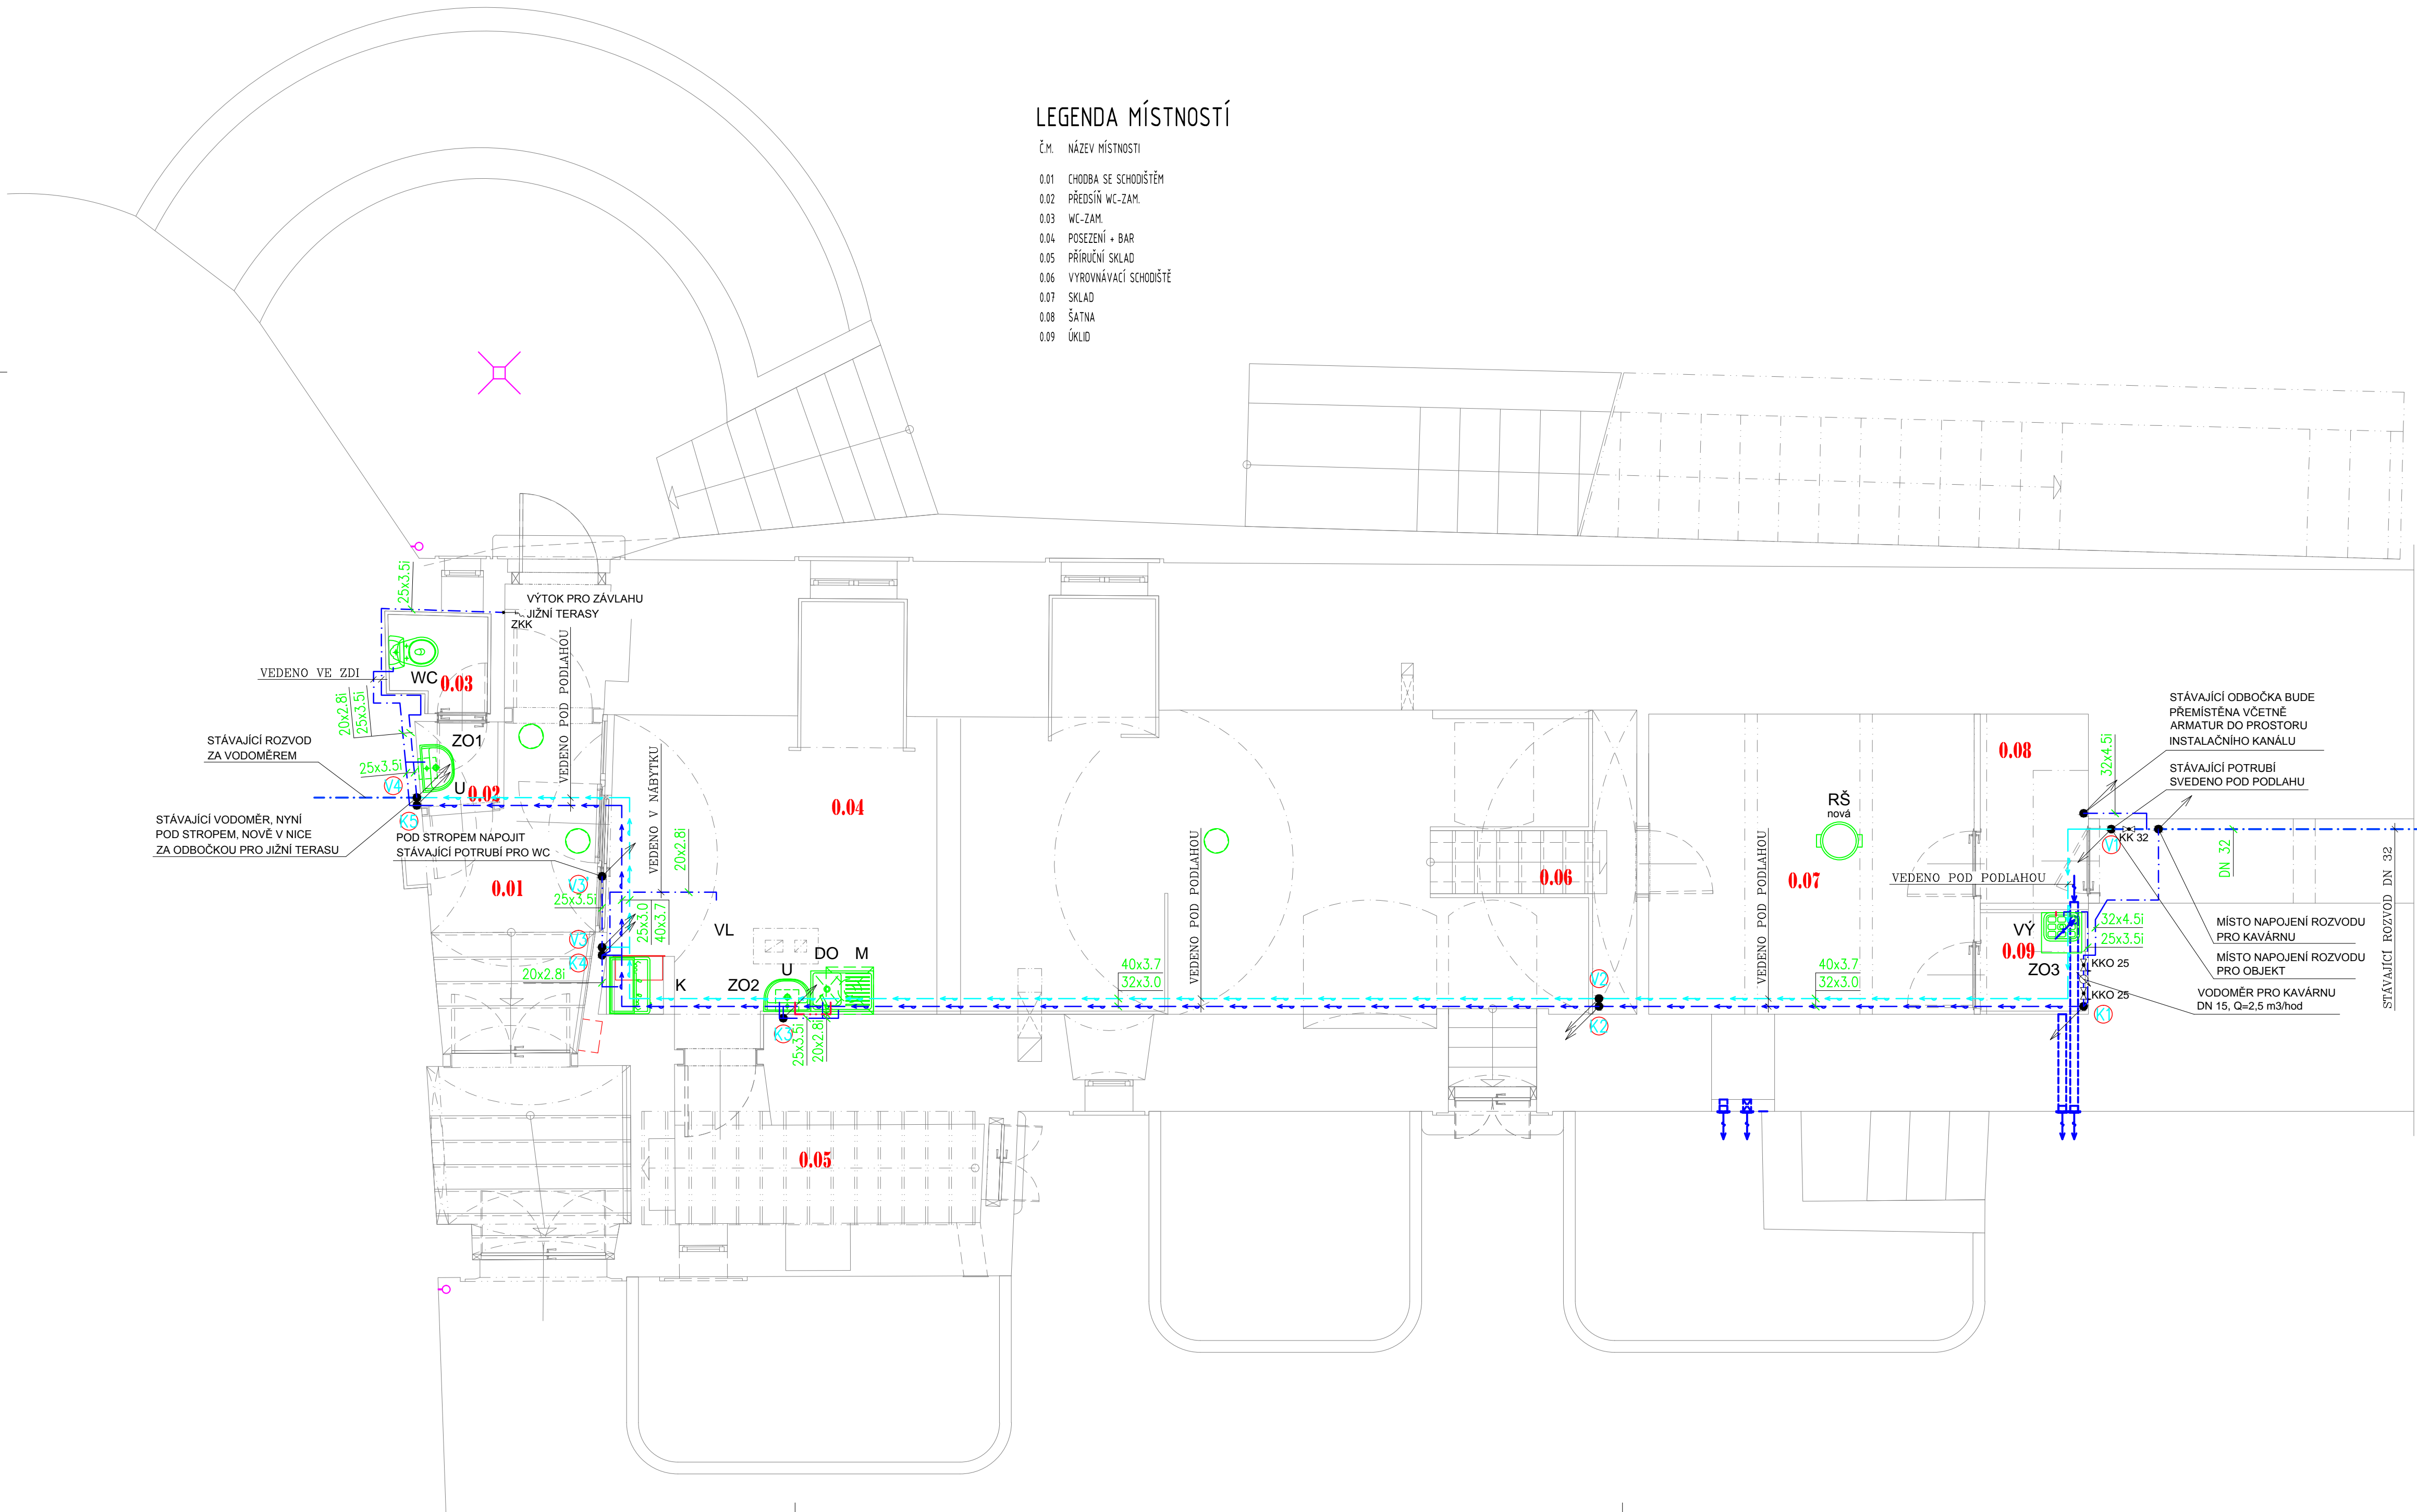 LEGENDA MÍSTNOSTÍ
Č.M. NÁZEV MÍSTNOSTI
0.01 CHODBA SE SCHODIŠTĚM
0.02 PŘEDSÍŇ WC-ZAM.
0.03 WC-ZAM.
0.04 POSEZENÍ + BAR
0.05 PŘÍRUČNÍ SKLAD
0.06 VYROVNÁVACÍ SCHODIŠTĚ
0.07 SKLAD
0.08 ŠATNA
0.09 ÚKLID
25x3.5i
VÝTOK PRO ZÁVLAHU
JIŽNÍ TERASY
ZKK
VEDENO VE ZDI
WC
0.03
20x2.8i
25x3.5i
VEDENO POD PODLAHOU
STÁVAJÍCÍ ROZVOD
ZA VODOMĚREM
ZO1
25x3.5i
V4
U
0.02
K5
STÁVAJÍCÍ VODOMĚR, NYNÍ
POD STROPEM, NOVĚ V NICE
ZA ODBOČKOU PRO JIŽNÍ TERASU
POD STROPEM NAPOJIT
STÁVAJÍCÍ POTRUBÍ PRO WC
VEDENO V NÁBYTKU
20x2.8i
0.04
0.01
V3'
25x3.5i
25x3.0
40x3.7
V3
K4
20x2.8i
VL
K
ZO2
U
DO
M
K3
25x3.5i
20x2.8i
0.05
40x3.7
32x3.0
VEDENO POD PODLAHOU
V2
K2
0.06
VEDENO POD PODLAHOU
RŠ
nová
0.07
40x3.7
32x3.0
0.08
VEDENO POD PODLAHOU
VÝ
0.09
ZO3
32x4.5i
STÁVAJÍCÍ ODBOČKA BUDE
PŘEMÍSTĚNA VČETNĚ
ARMATUR DO PROSTORU
INSTALAČNÍHO KANÁLU
STÁVAJÍCÍ POTRUBÍ
SVEDENO POD PODLAHU
KK 32
V1
DN 32
STÁVAJÍCÍ ROZVOD DN 32
32x4.5i
25x3.5i
KKO 25
KKO 25
K1
MÍSTO NAPOJENÍ ROZVODU
PRO KAVÁRNU
MÍSTO NAPOJENÍ ROZVODU
PRO OBJEKT
VODOMĚR PRO KAVÁRNU
DN 15, Q=2,5 m3/hod